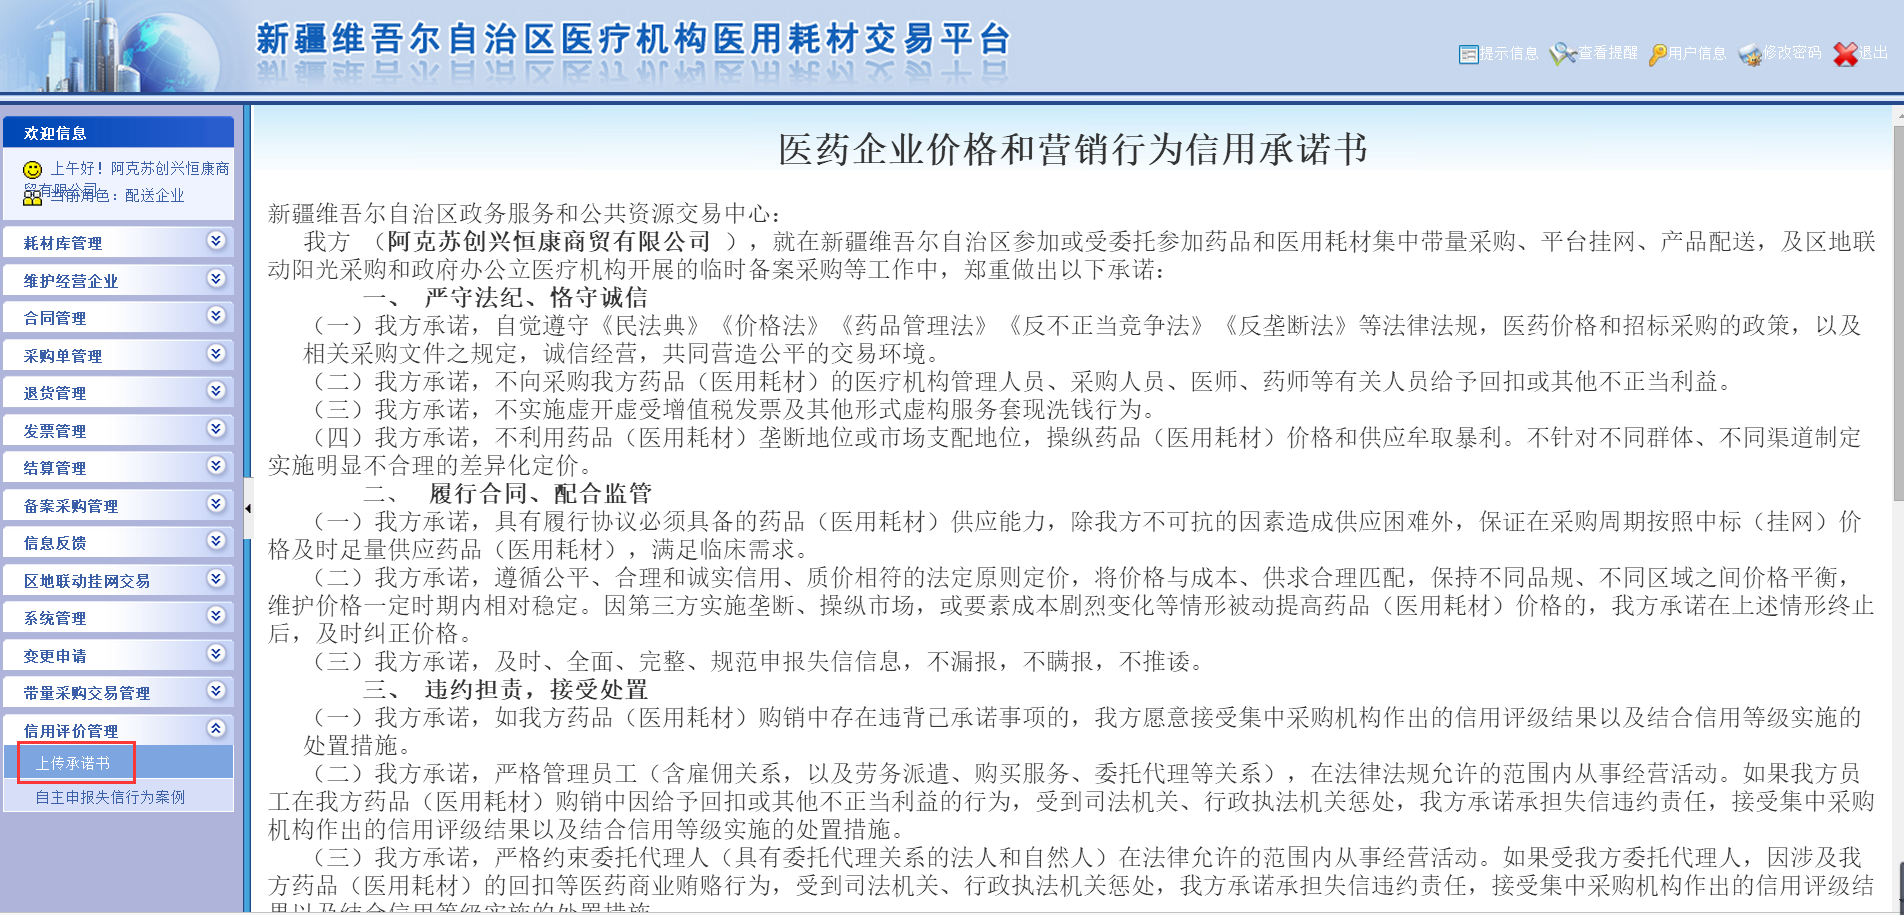 新疆维吾尔自治区医疗机构医用耗材交易平台
提示信息 查看提醒 用户信息 修改密码 退出
欢迎信息
上午好！阿克苏创兴恒康商
贸有限公司
当前角色：配送企业
耗材库管理
维护经营企业
合同管理
采购单管理
退货管理
发票管理
结算管理
备案采购管理
信息反馈
区地联动挂网交易
系统管理
变更申请
带量采购交易管理
信用评价管理
上传承诺书
自主申报失信行为案例
医药企业价格和营销行为信用承诺书
新疆维吾尔自治区政务服务和公共资源交易中心：
我方 （阿克苏创兴恒康商贸有限公司 ），就在新疆维吾尔自治区参加或受委托参加药品和医用耗材集中带量采购、平台挂网、产品配送，及区地联
动阳光采购和政府办公立医疗机构开展的临时备案采购等工作中，郑重做出以下承诺：
一、 严守法纪、恪守诚信
（一）我方承诺，自觉遵守《民法典》《价格法》《药品管理法》《反不正当竞争法》《反垄断法》等法律法规，医药价格和招标采购的政策，以及
相关采购文件之规定，诚信经营，共同营造公平的交易环境。
（二）我方承诺，不向采购我方药品（医用耗材）的医疗机构管理人员、采购人员、医师、药师等有关人员给予回扣或其他不正当利益。
（三）我方承诺，不实施虚开虚受增值税发票及其他形式虚构服务套现洗钱行为。
（四）我方承诺，不利用药品（医用耗材）垄断地位或市场支配地位，操纵药品（医用耗材）价格和供应牟取暴利。不针对不同群体、不同渠道制定
实施明显不合理的差异化定价。
二、 履行合同、配合监管
（一）我方承诺，具有履行协议必须具备的药品（医用耗材）供应能力，除我方不可抗的因素造成供应困难外，保证在采购周期按照中标（挂网）价
格及时足量供应药品（医用耗材），满足临床需求。
（二）我方承诺，遵循公平、合理和诚实信用、质价相符的法定原则定价，将价格与成本、供求合理匹配，保持不同品规、不同区域之间价格平衡，
维护价格一定时期内相对稳定。因第三方实施垄断、操纵市场，或要素成本剧烈变化等情形被动提高药品（医用耗材）价格的，我方承诺在上述情形终止
后，及时纠正价格。
（三）我方承诺，及时、全面、完整、规范申报失信信息，不漏报，不瞒报，不推诿。
三、 违约担责，接受处置
（一）我方承诺，如我方药品（医用耗材）购销中存在违背己承诺事项的，我方愿意接受集中采购机构作出的信用评级结果以及结合信用等级实施的
处置措施。
（二）我方承诺，严格管理员工（含雇佣关系，以及劳务派遣、购买服务、委托代理等关系），在法律法规允许的范围内从事经营活动。如果我方员
工在我方药品（医用耗材）购销中因给予回扣或其他不正当利益的行为，受到司法机关、行政执法机关惩处，我方承诺承担失信违约责任，接受集中采购
机构作出的信用评级结果以及结合信用等级实施的处置措施。
（三）我方承诺，严格约束委托代理人（具有委托代理关系的法人和自然人）在法律允许的范围内从事经营活动。如果受我方委托代理人，因涉及我
方药品（医用耗材）的回扣等医药商业贿赂行为，受到司法机关、行政执法机关惩处，我方承诺承担失信违约责任，接受集中采购机构作出的信用评级结
果以及结合信用等级实施的处置措施。